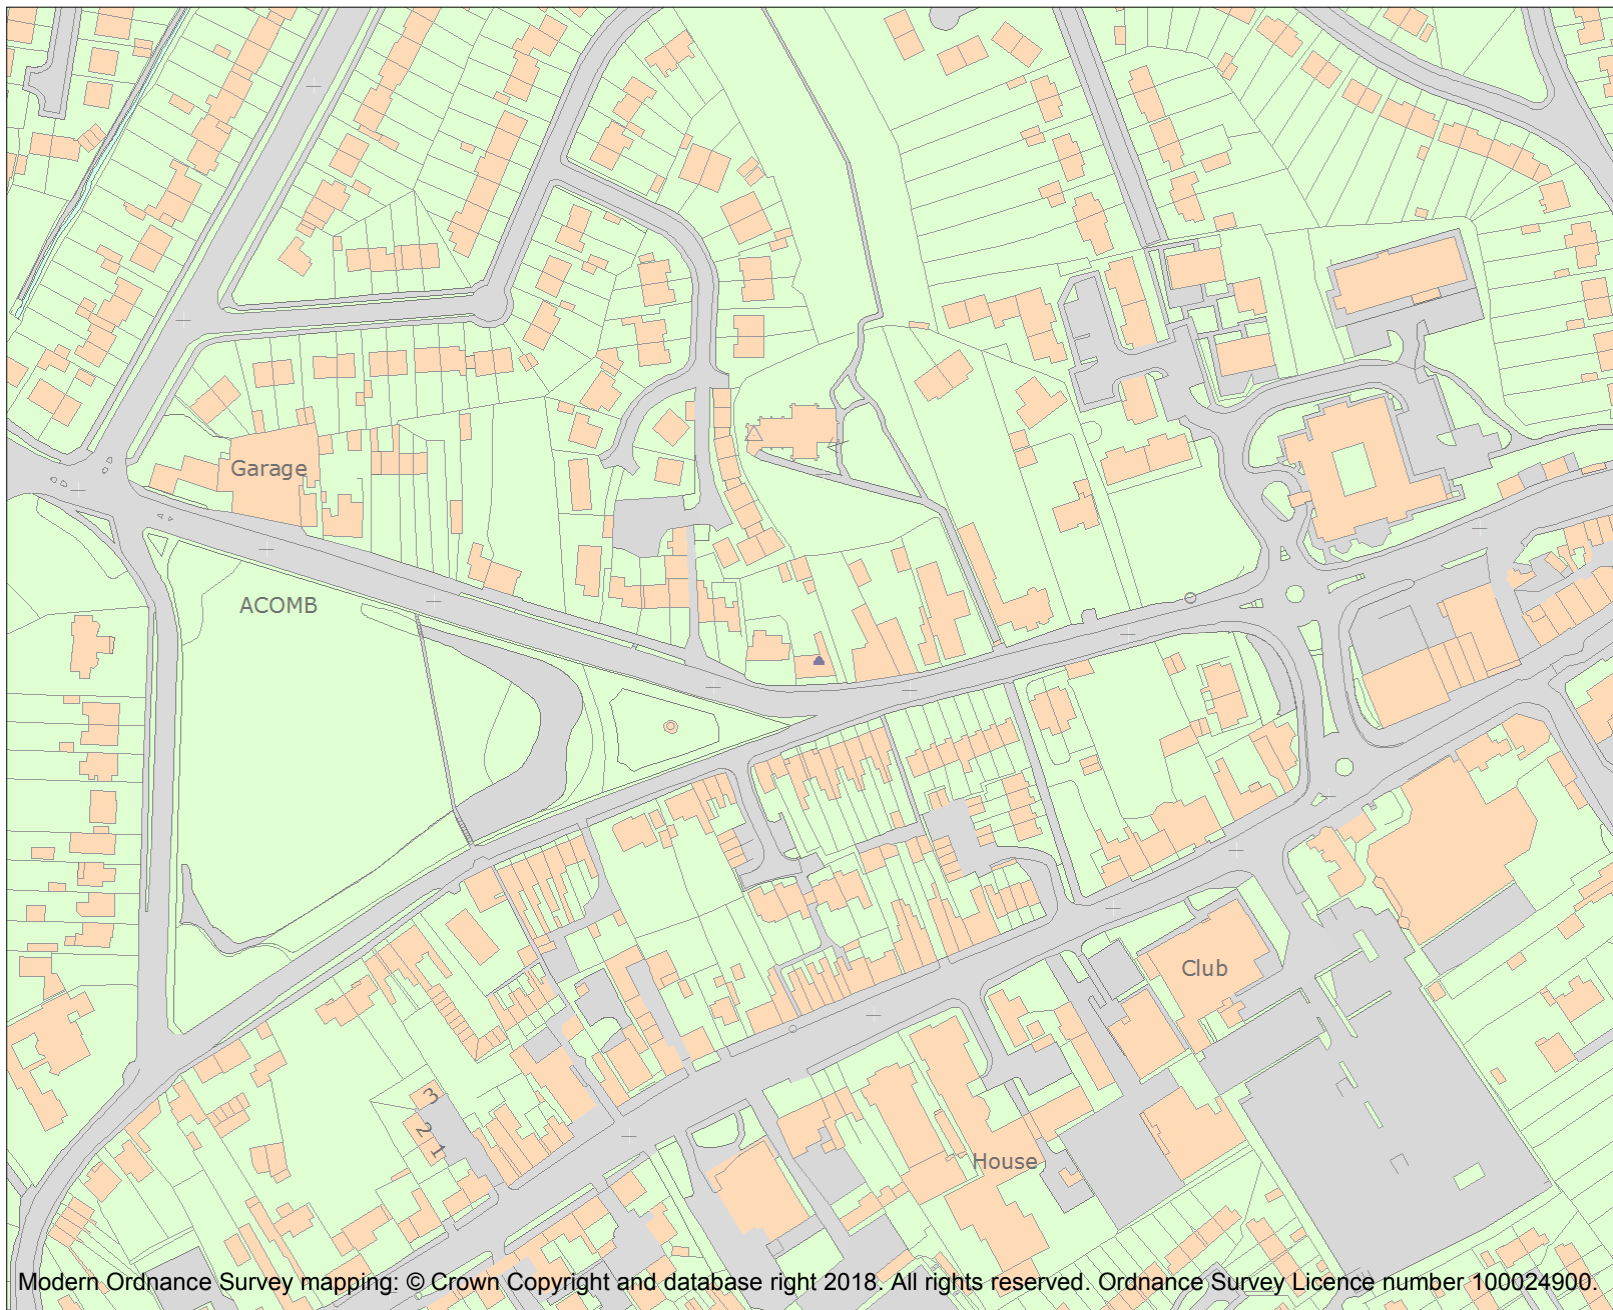 Garage
ACOMB
Club
3
2
1
House
Modern Ordnance Survey mapping: © Crown Copyright and database right 2018. All rights reserved. Ordnance Survey Licence number 100024900.